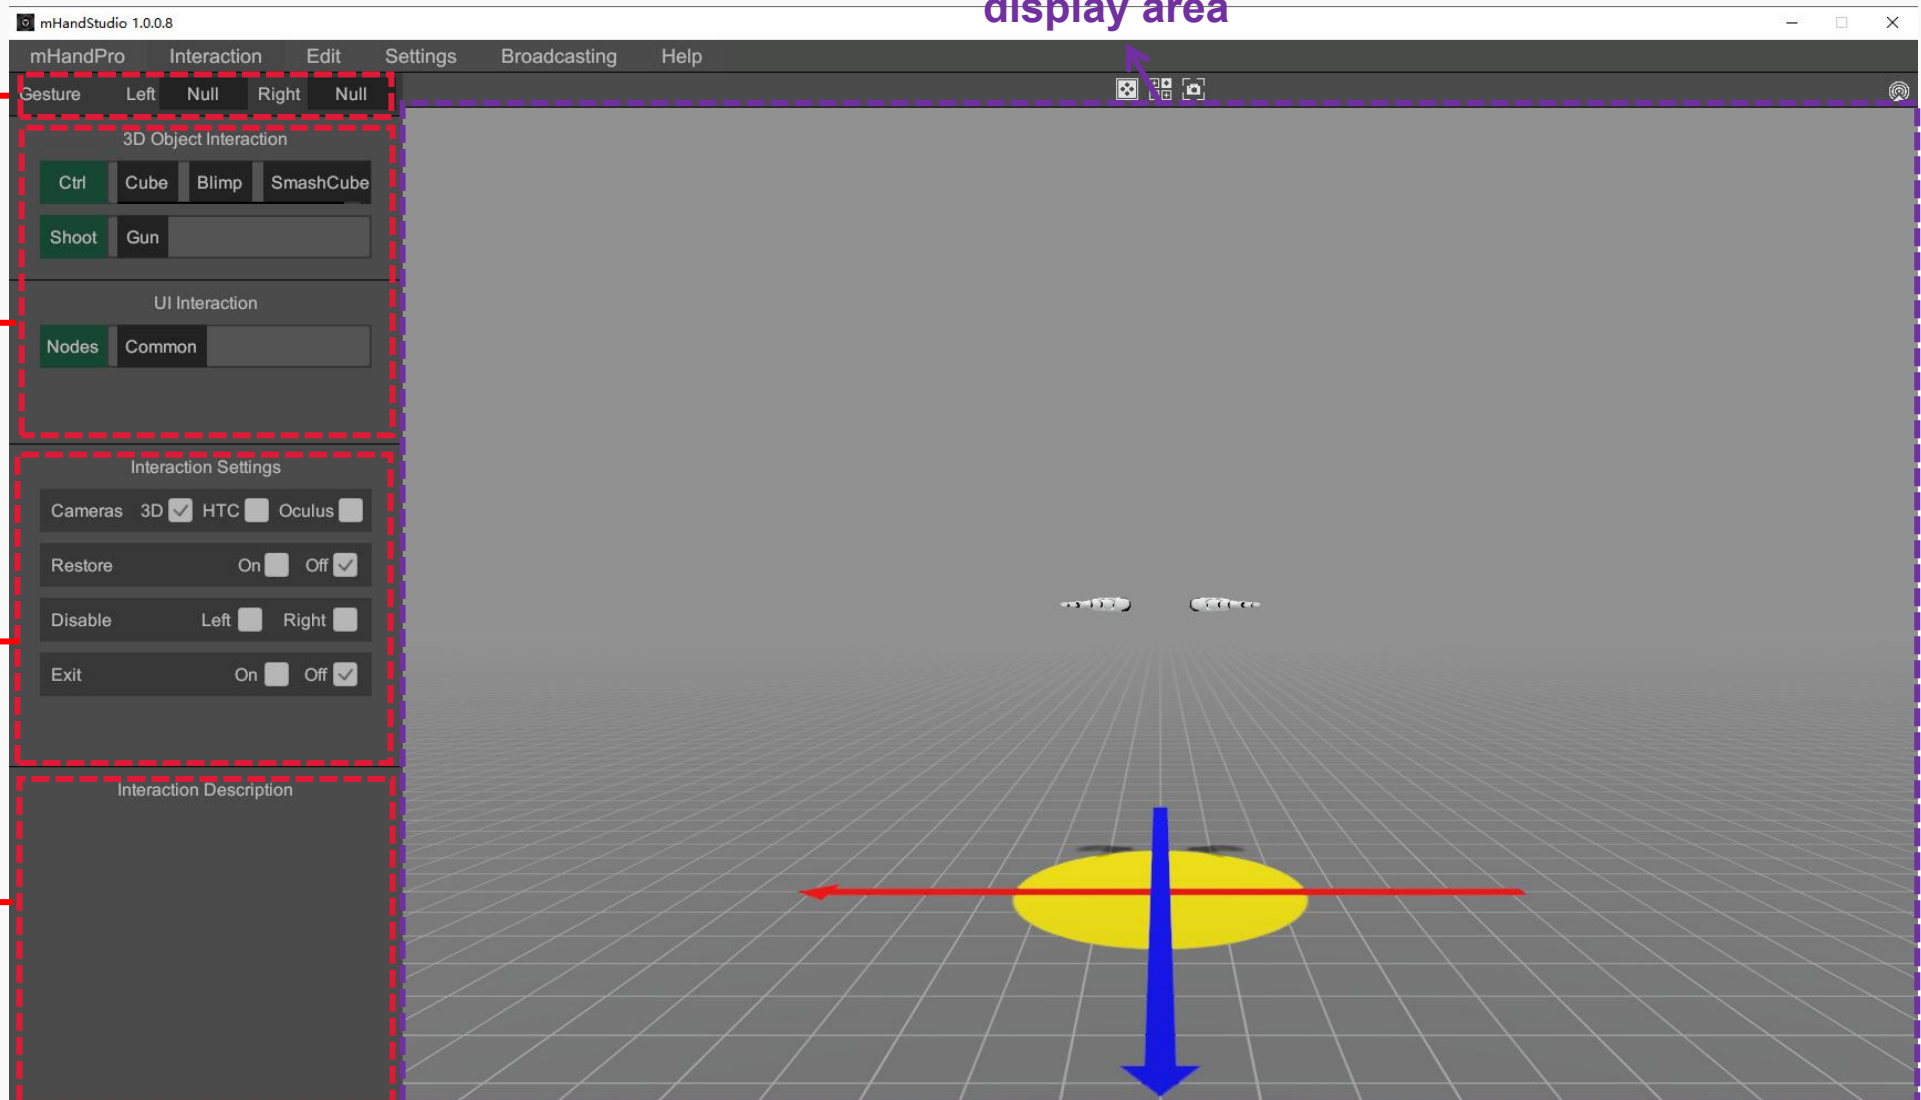 display area
mHandStudio 1.0.0.8
mHandPro Interaction Edit Settings Broadcasting Help
Gesture Left Null Right Null
3D Object Interaction
Ctrl Cube Blimp SmashCube
Shoot Gun
UI Interaction
Nodes Common
Interaction Settings
Cameras 3D HTC Oculus
Restore On Off
Disable Left Right
Exit On Off
Interaction Description